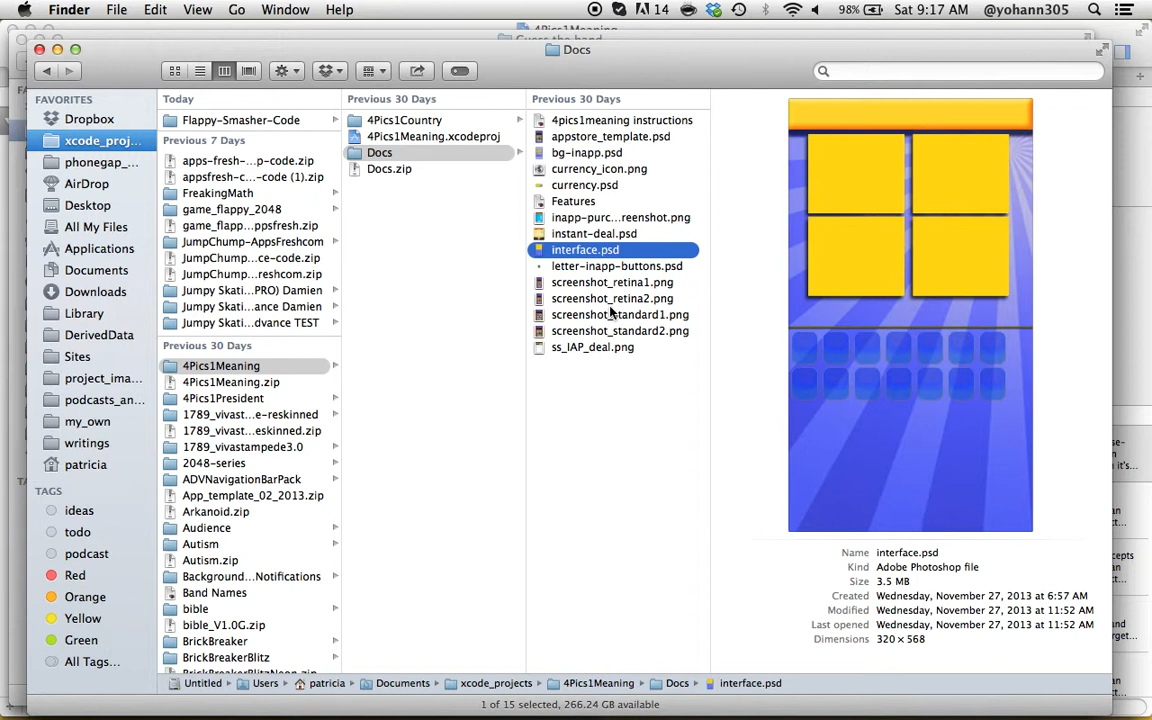 Finder File Edit View Go Window Help 14 98% Sat 9:17 AM @yohann305
4Pics1Meaning
Docs
FAVORITES
Dropbox
xcode_proj...
phonegap_...
AirDrop
Desktop
All My Files
Applications
Documents
Downloads
Library
DerivedData
Sites
project_ima...
podcasts_an...
my_own
writings
patricia
TAGS
ideas
todo
podcast
Red
Orange
Yellow
Green
All Tags...
Today
Flappy-Smasher-Code
Previous 7 Days
apps-fresh-...p-code.zip
appsfresh-c...-code (1).zip
FreakingMath
game_flappy_2048
game_flappy...ppsfresh.zip
JumpChump-AppsFreshcom
JumpChump...ce-code.zip
JumpChump...reshcom.zip
Jumpy Skati...(PRO) Damien
Jumpy Skati...ance Damien
Jumpy Skati...dvance TEST
Previous 30 Days
4Pics1Meaning
4Pics1Meaning.zip
4Pics1President
1789_vivast...e-reskinned
1789_vivast...eskinned.zip
1789_vivastampede3.0
2048-series
ADVNavigationBarPack
App_template_02_2013.zip
Arkanoid.zip
Audience
Autism
Autism.zip
Background...Notifications
Band Names
bible
bible_V1.0G.zip
BrickBreaker
BrickBreakerBlitz
Previous 30 Days
4Pics1Country
4Pics1Meaning.xcodeproj
Docs
Docs.zip
Previous 30 Days
4pics1meaning instructions
appstore_template.psd
bg-inapp.psd
currency_icon.png
currency.psd
Features
inapp-purc...reenshot.png
instant-deal.psd
interface.psd
letter-inapp-buttons.psd
screenshot_retina1.png
screenshot_retina2.png
screenshot_standard1.png
screenshot_standard2.png
ss_IAP_deal.png
Name interface.psd
Kind Adobe Photoshop file
Size 3.5 MB
Created Wednesday, November 27, 2013 at 6:57 AM
Modified Wednesday, November 27, 2013 at 11:52 AM
Last opened Wednesday, November 27, 2013 at 11:52 AM
Dimensions 320 × 568
Untitled Users patricia Documents xcode_projects 4Pics1Meaning Docs interface.psd
1 of 15 selected, 266.24 GB available